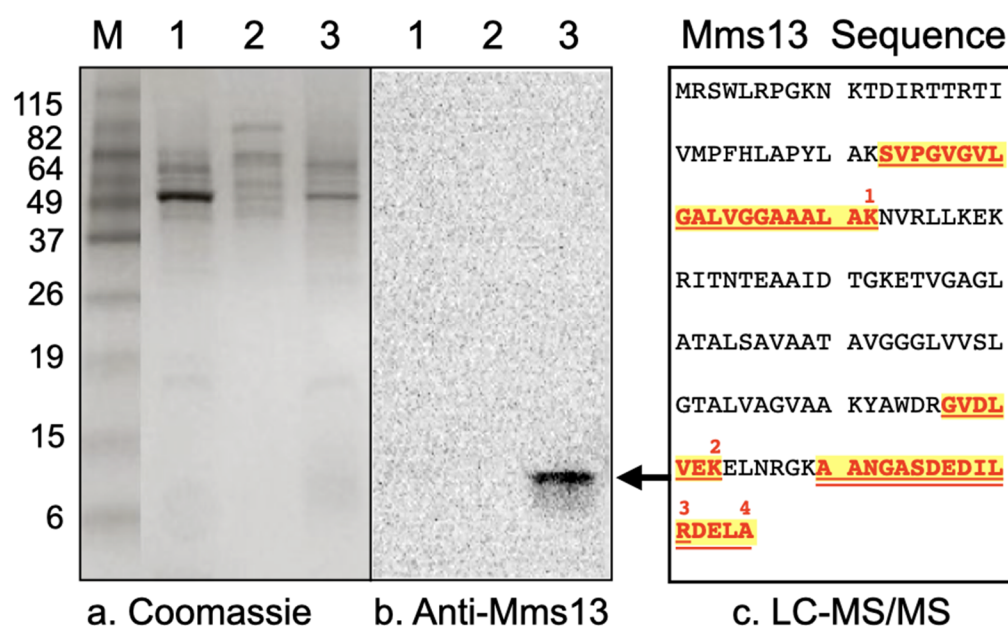 M 1 2 3 1 2 3 Mms13 Sequence
115
82
64
49
37
26
19
15
6
MRSWLRPGKN KTDIRTTRTI
VMPFHLAPYL AKSVPGVGVL
1
GALVGGAAAL AKNVRLLKEK
RITNTEAAID TGKETVGAGL
ATALSAVAAT AVGGGLVVSL
GTALVAGVAA KYAWDRGVDL
2
VEKELNRGKA ANGASDEDIL
3 4
RDELA
a. Coomassie b. Anti-Mms13 c. LC-MS/MS